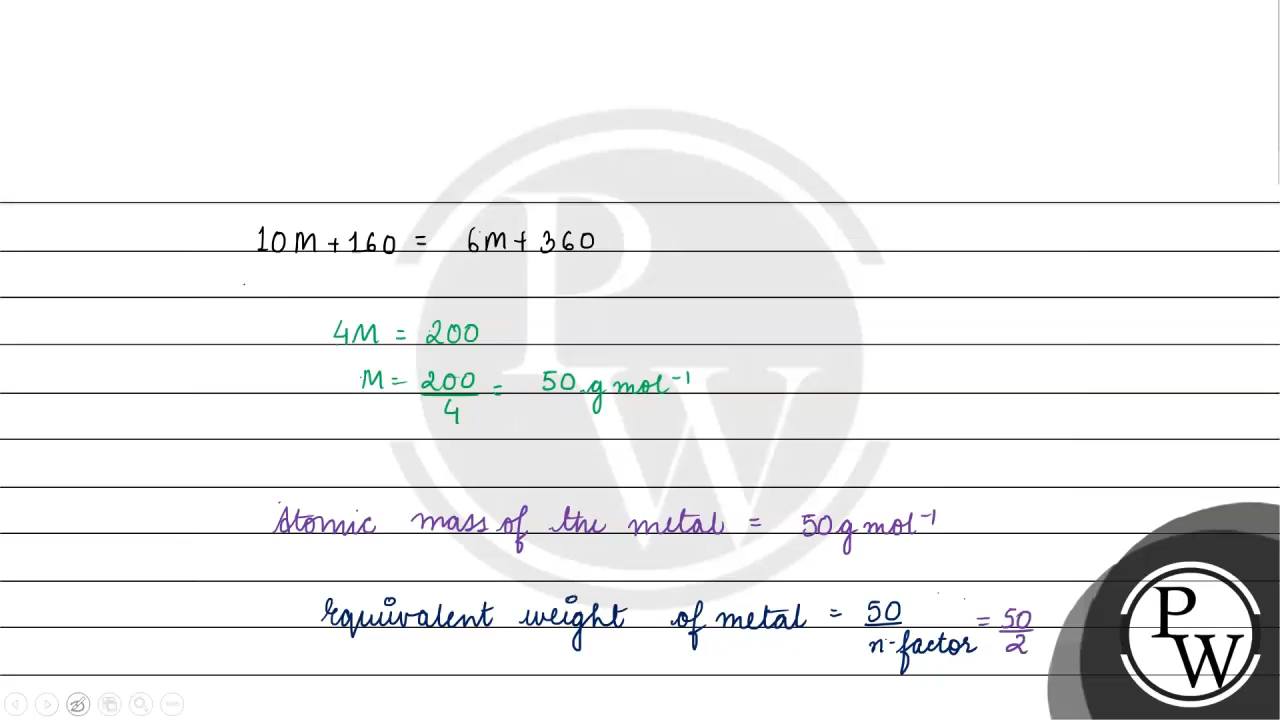 10M + 160 = 6M + 360
4M = 200
M = 200/4 = 50 g mol⁻¹
Atomic mass of the metal = 50 g mol⁻¹
equivalent weight of metal = 50/n-factor = 50/2
P
W
P
W